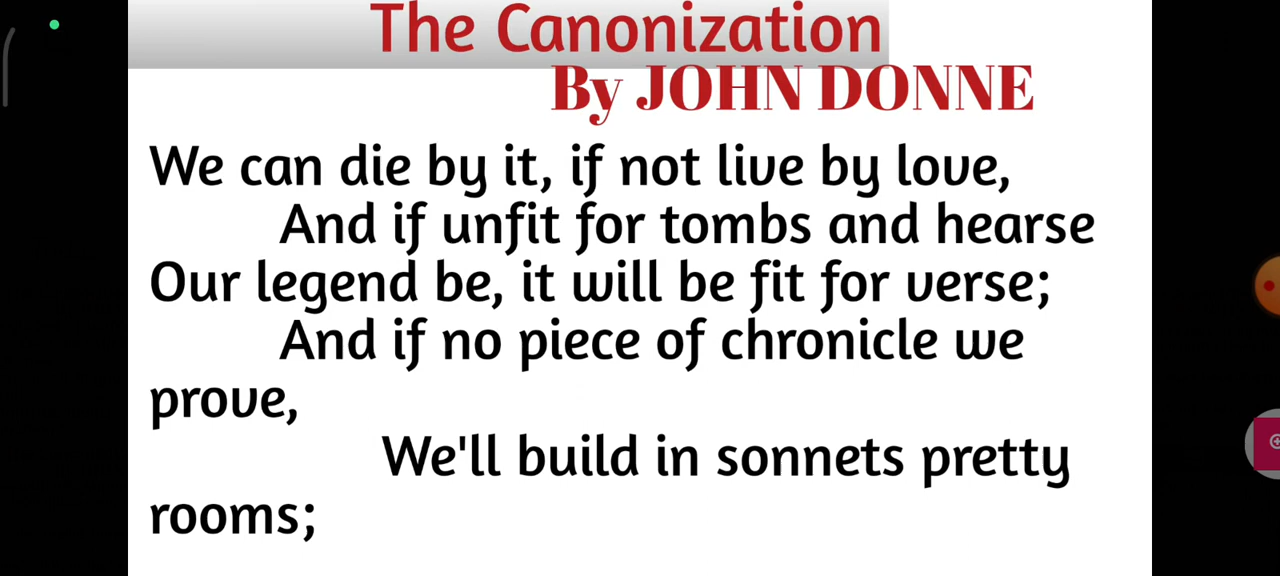 The Canonization
By JOHN DONNE
We can die by it, if not live by love,
And if unfit for tombs and hearse
Our legend be, it will be fit for verse;
And if no piece of chronicle we
prove,
We'll build in sonnets pretty
rooms;